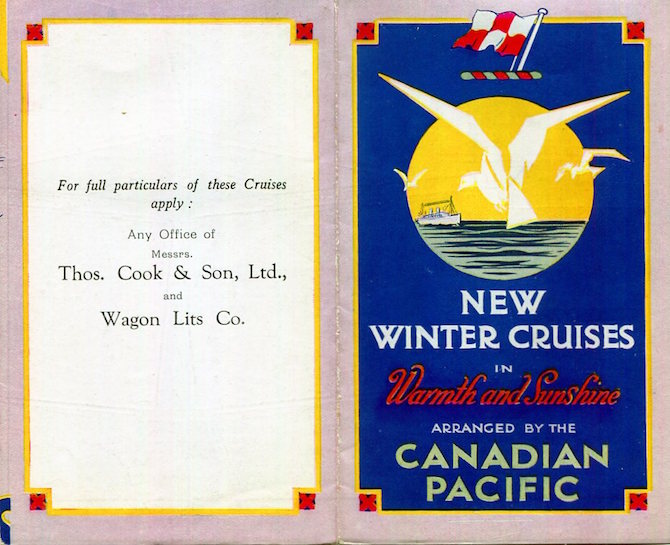 For full particulars of these Cruises
apply :
Any Office of
Messrs.
Thos. Cook & Son, Ltd.,
and
Wagon Lits Co.
NEW
WINTER CRUISES
IN
Warmth and Sunshine
ARRANGED BY THE
CANADIAN
PACIFIC